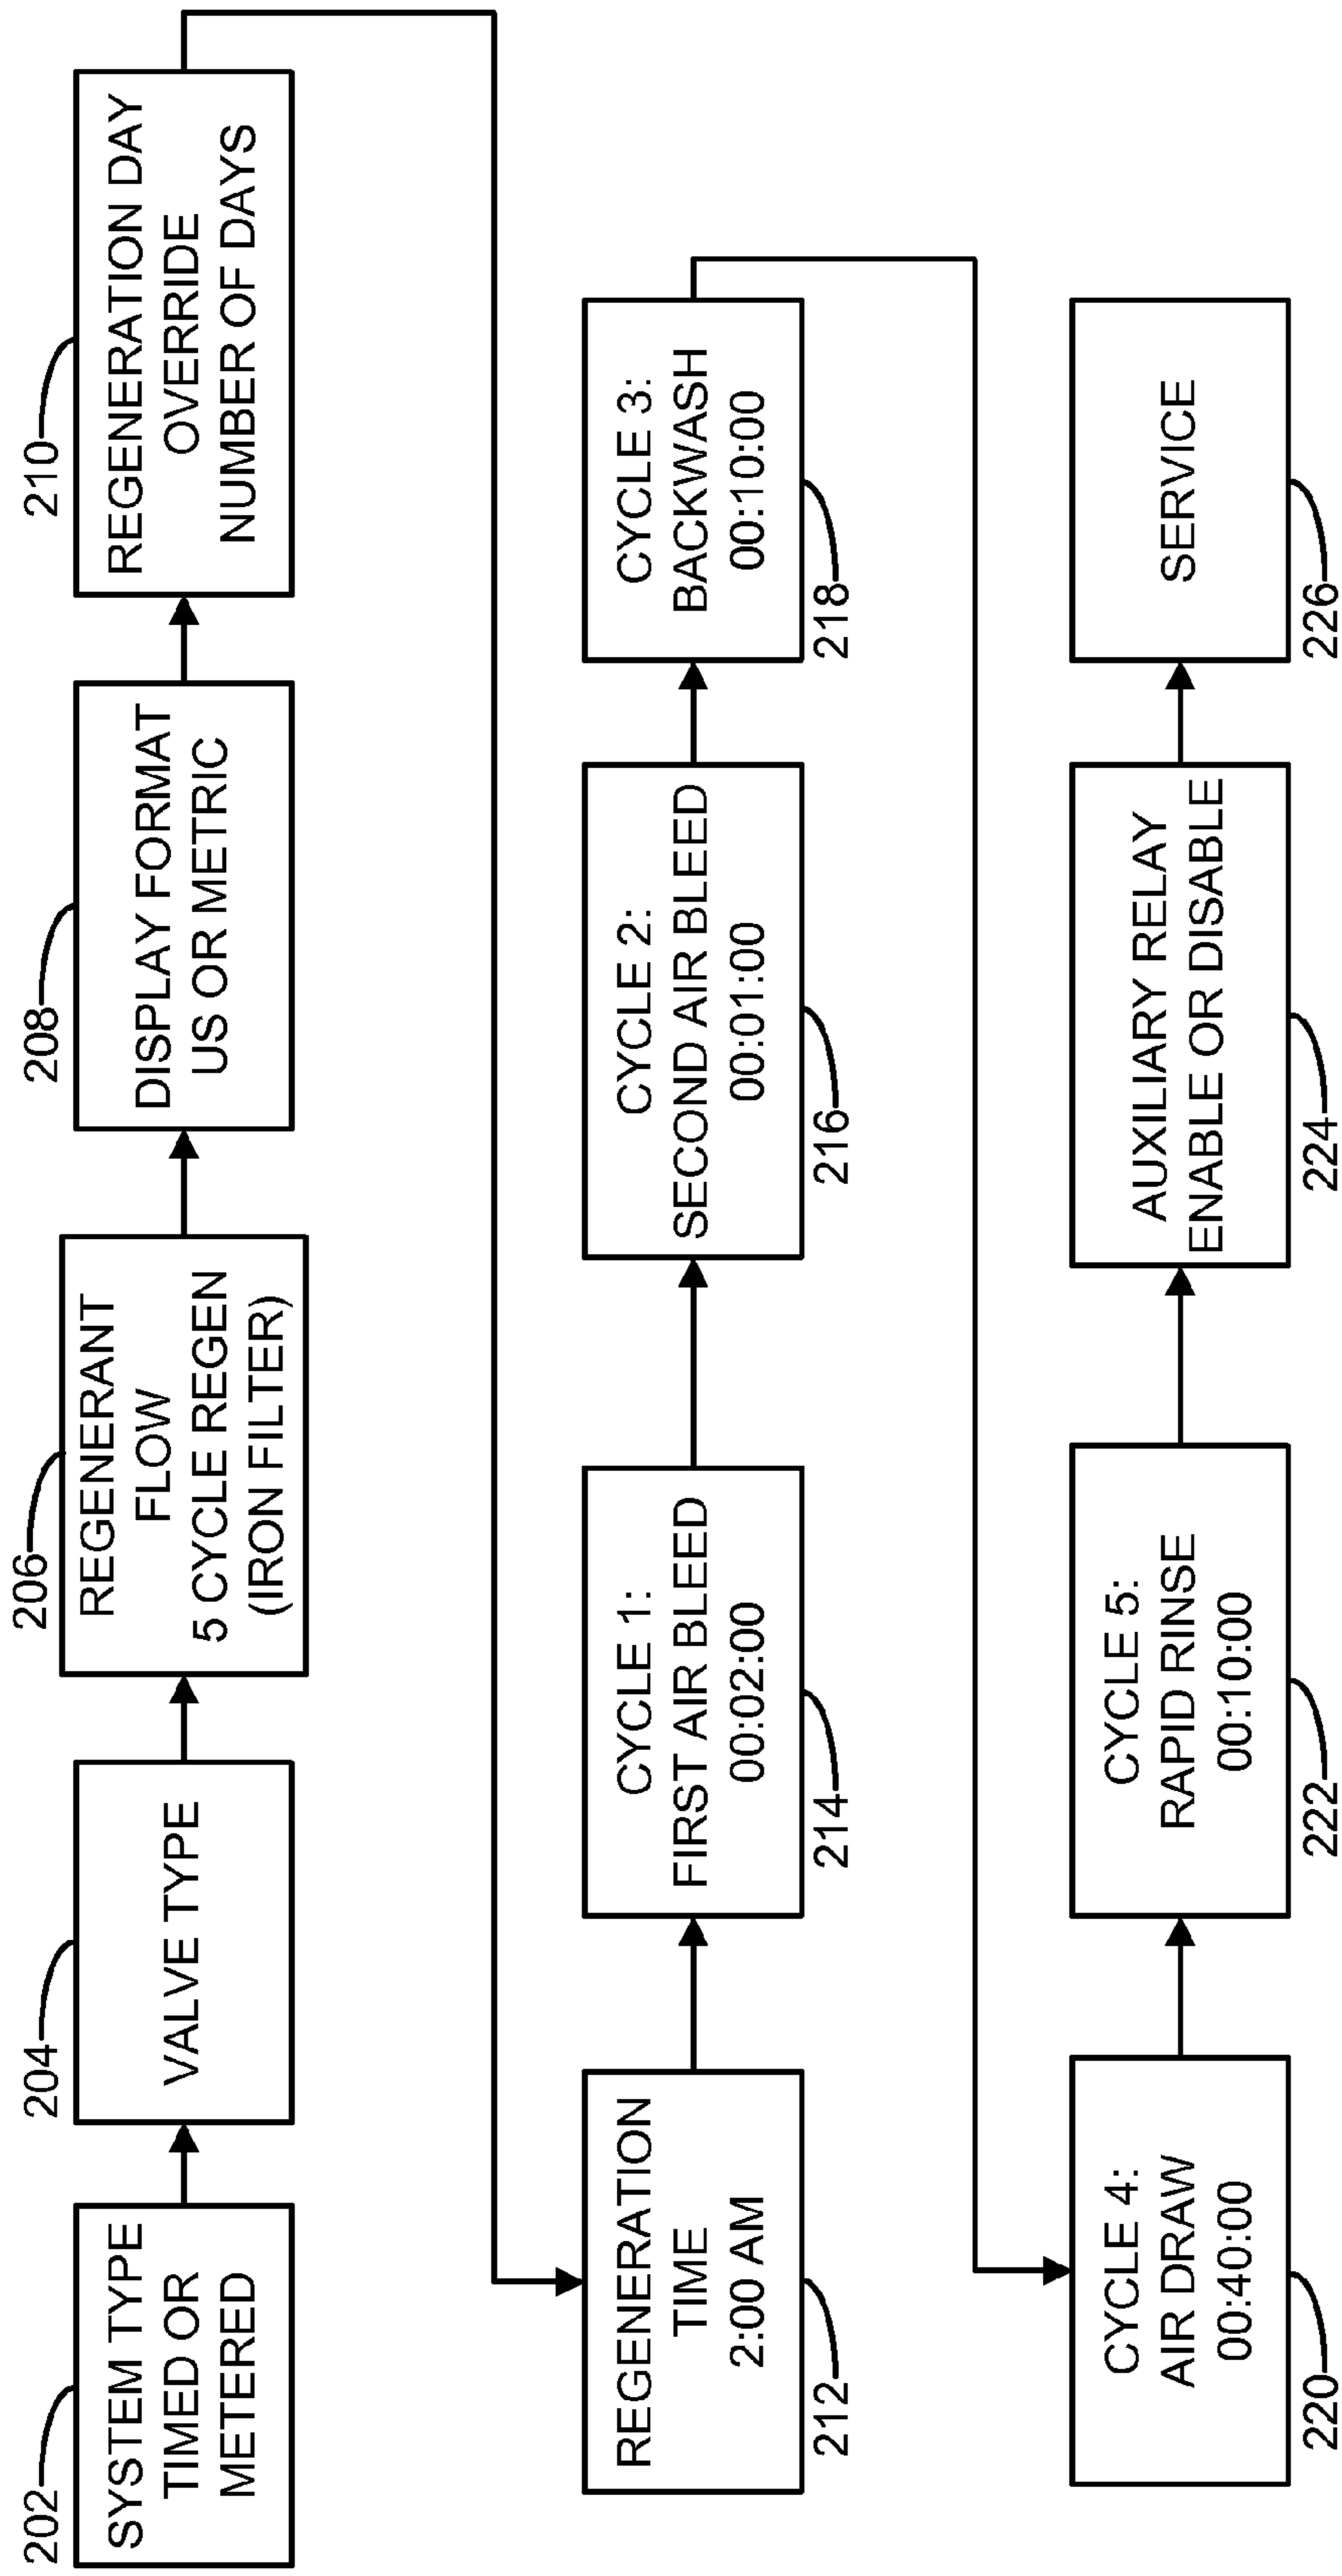 202
SYSTEM TYPE
TIMED OR
METERED
204
VALVE TYPE
206
REGENERANT
FLOW
5 CYCLE REGEN
(IRON FILTER)
208
DISPLAY FORMAT
US OR METRIC
210
REGENERATION DAY
OVERRIDE
NUMBER OF DAYS
REGENERATION
TIME
2:00 AM
212
CYCLE 1:
FIRST AIR BLEED
00:02:00
214
CYCLE 2:
SECOND AIR BLEED
00:01:00
216
CYCLE 3:
BACKWASH
00:10:00
218
CYCLE 4:
AIR DRAW
00:40:00
220
CYCLE 5:
RAPID RINSE
00:10:00
222
AUXILIARY RELAY
ENABLE OR DISABLE
224
SERVICE
226